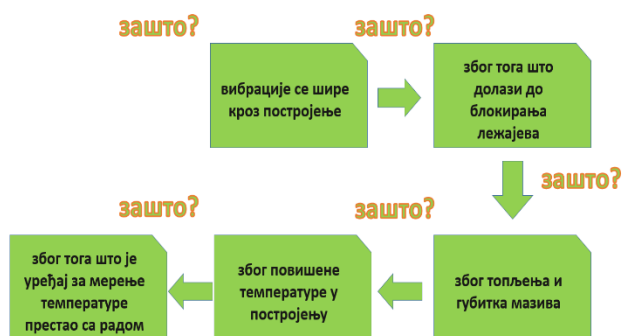 зашто?
зашто?
вибрације се шире
кроз постројење
због тога што
долази до
блокирања
лежајева
зашто?
зашто?
зашто?
због топљења и
губитка мазива
због повишене
температуре у
постројењу
због тога што је
уређај за мерење
температуре
престао са радом